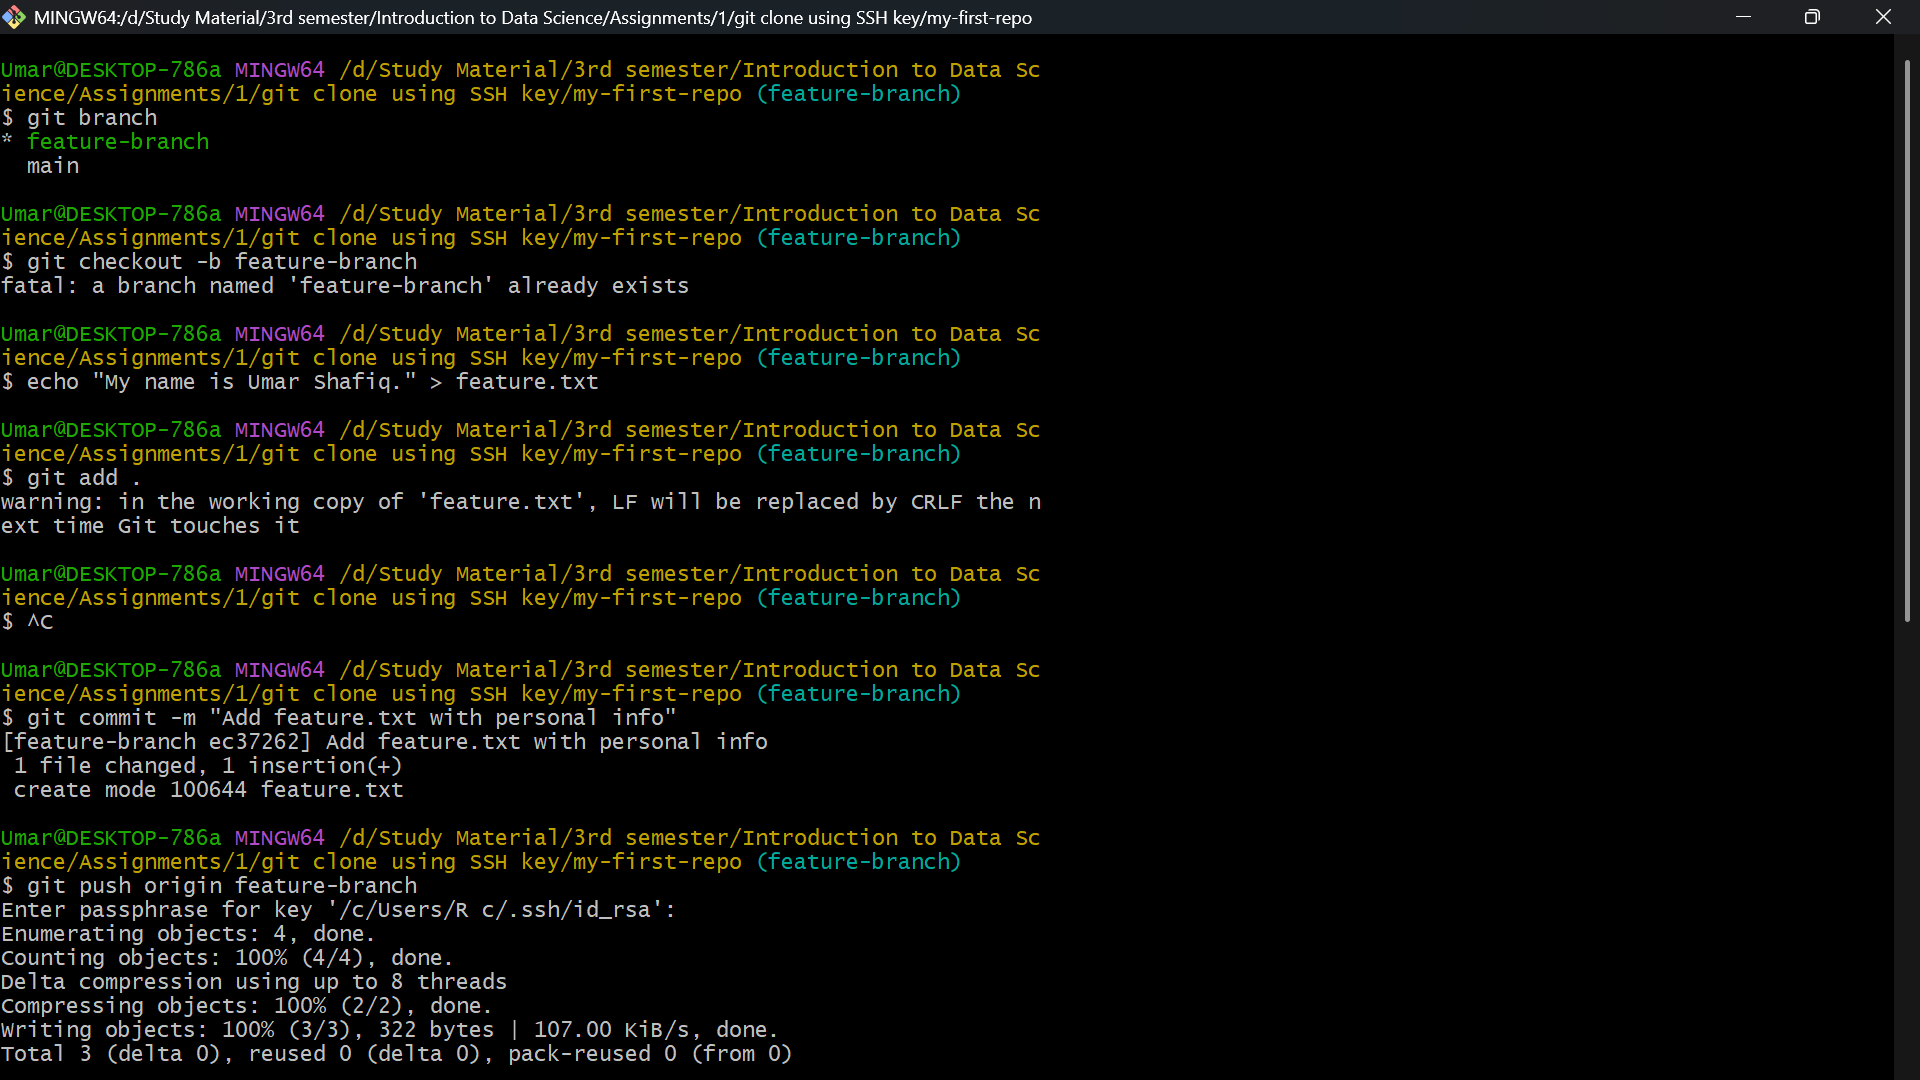 MINGW64:/d/Study Material/3rd semester/Introduction to Data Science/Assignments/1/git clone using SSH key/my-first-repo
Umar@DESKTOP-786a MINGW64 /d/Study Material/3rd semester/Introduction to Data Sc
ience/Assignments/1/git clone using SSH key/my-first-repo (feature-branch)
$ git branch
* feature-branch
  main
Umar@DESKTOP-786a MINGW64 /d/Study Material/3rd semester/Introduction to Data Sc
ience/Assignments/1/git clone using SSH key/my-first-repo (feature-branch)
$ git checkout -b feature-branch
fatal: a branch named 'feature-branch' already exists
Umar@DESKTOP-786a MINGW64 /d/Study Material/3rd semester/Introduction to Data Sc
ience/Assignments/1/git clone using SSH key/my-first-repo (feature-branch)
$ echo "My name is Umar Shafiq." > feature.txt
Umar@DESKTOP-786a MINGW64 /d/Study Material/3rd semester/Introduction to Data Sc
ience/Assignments/1/git clone using SSH key/my-first-repo (feature-branch)
$ git add .
warning: in the working copy of 'feature.txt', LF will be replaced by CRLF the n
ext time Git touches it
Umar@DESKTOP-786a MINGW64 /d/Study Material/3rd semester/Introduction to Data Sc
ience/Assignments/1/git clone using SSH key/my-first-repo (feature-branch)
$ ^C
Umar@DESKTOP-786a MINGW64 /d/Study Material/3rd semester/Introduction to Data Sc
ience/Assignments/1/git clone using SSH key/my-first-repo (feature-branch)
$ git commit -m "Add feature.txt with personal info"
[feature-branch ec37262] Add feature.txt with personal info
 1 file changed, 1 insertion(+)
 create mode 100644 feature.txt
Umar@DESKTOP-786a MINGW64 /d/Study Material/3rd semester/Introduction to Data Sc
ience/Assignments/1/git clone using SSH key/my-first-repo (feature-branch)
$ git push origin feature-branch
Enter passphrase for key '/c/Users/R c/.ssh/id_rsa':
Enumerating objects: 4, done.
Counting objects: 100% (4/4), done.
Delta compression using up to 8 threads
Compressing objects: 100% (2/2), done.
Writing objects: 100% (3/3), 322 bytes | 107.00 KiB/s, done.
Total 3 (delta 0), reused 0 (delta 0), pack-reused 0 (from 0)